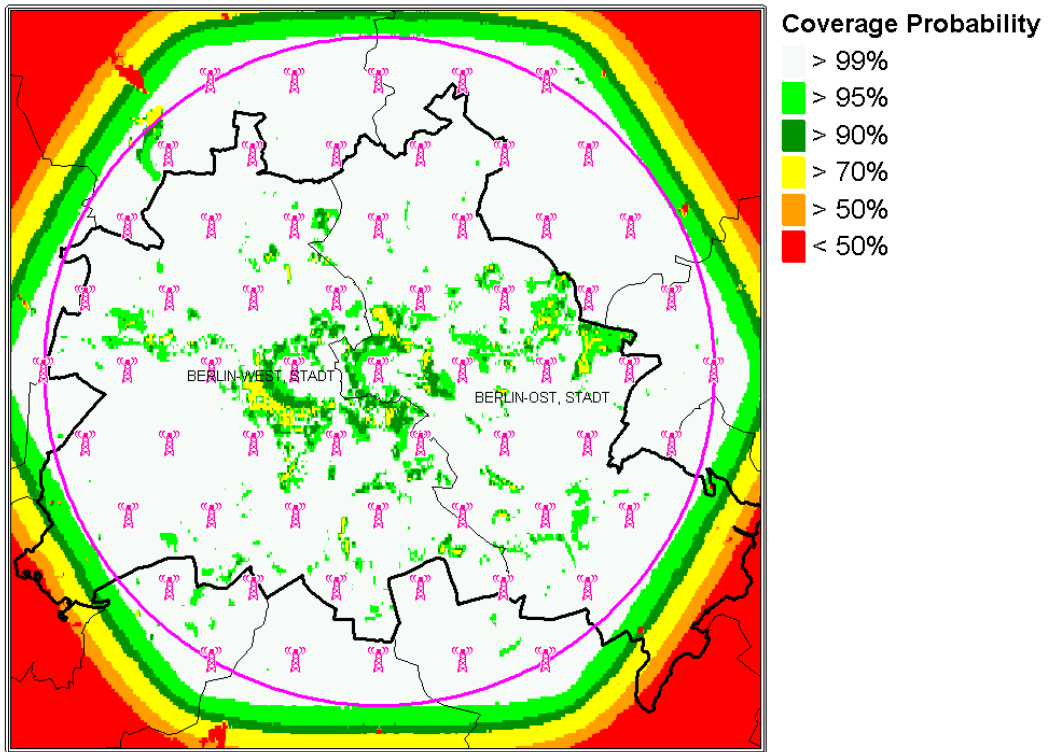 Coverage Probability
> 99%
> 95%
> 90%
> 70%
> 50%
< 50%
BERLIN-WEST, STADT
BERLIN-OST, STADT